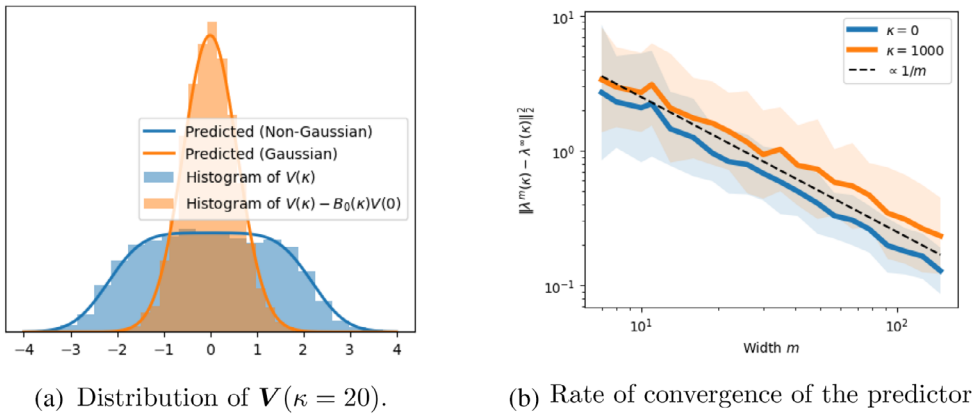 Predicted (Non-Gaussian)
Predicted (Gaussian)
Histogram of V(κ)
Histogram of V(κ) − B₀(κ)V(0)
−4 −3 −2 −1 0 1 2 3 4
(a) Distribution of V(κ = 20).
κ = 0
κ = 1000
∝ 1/m
‖λᵐ(κ) − λ^∞(κ)‖₂²
10¹
10⁰
10⁻¹
10¹ 10²
Width m
(b) Rate of convergence of the predictor